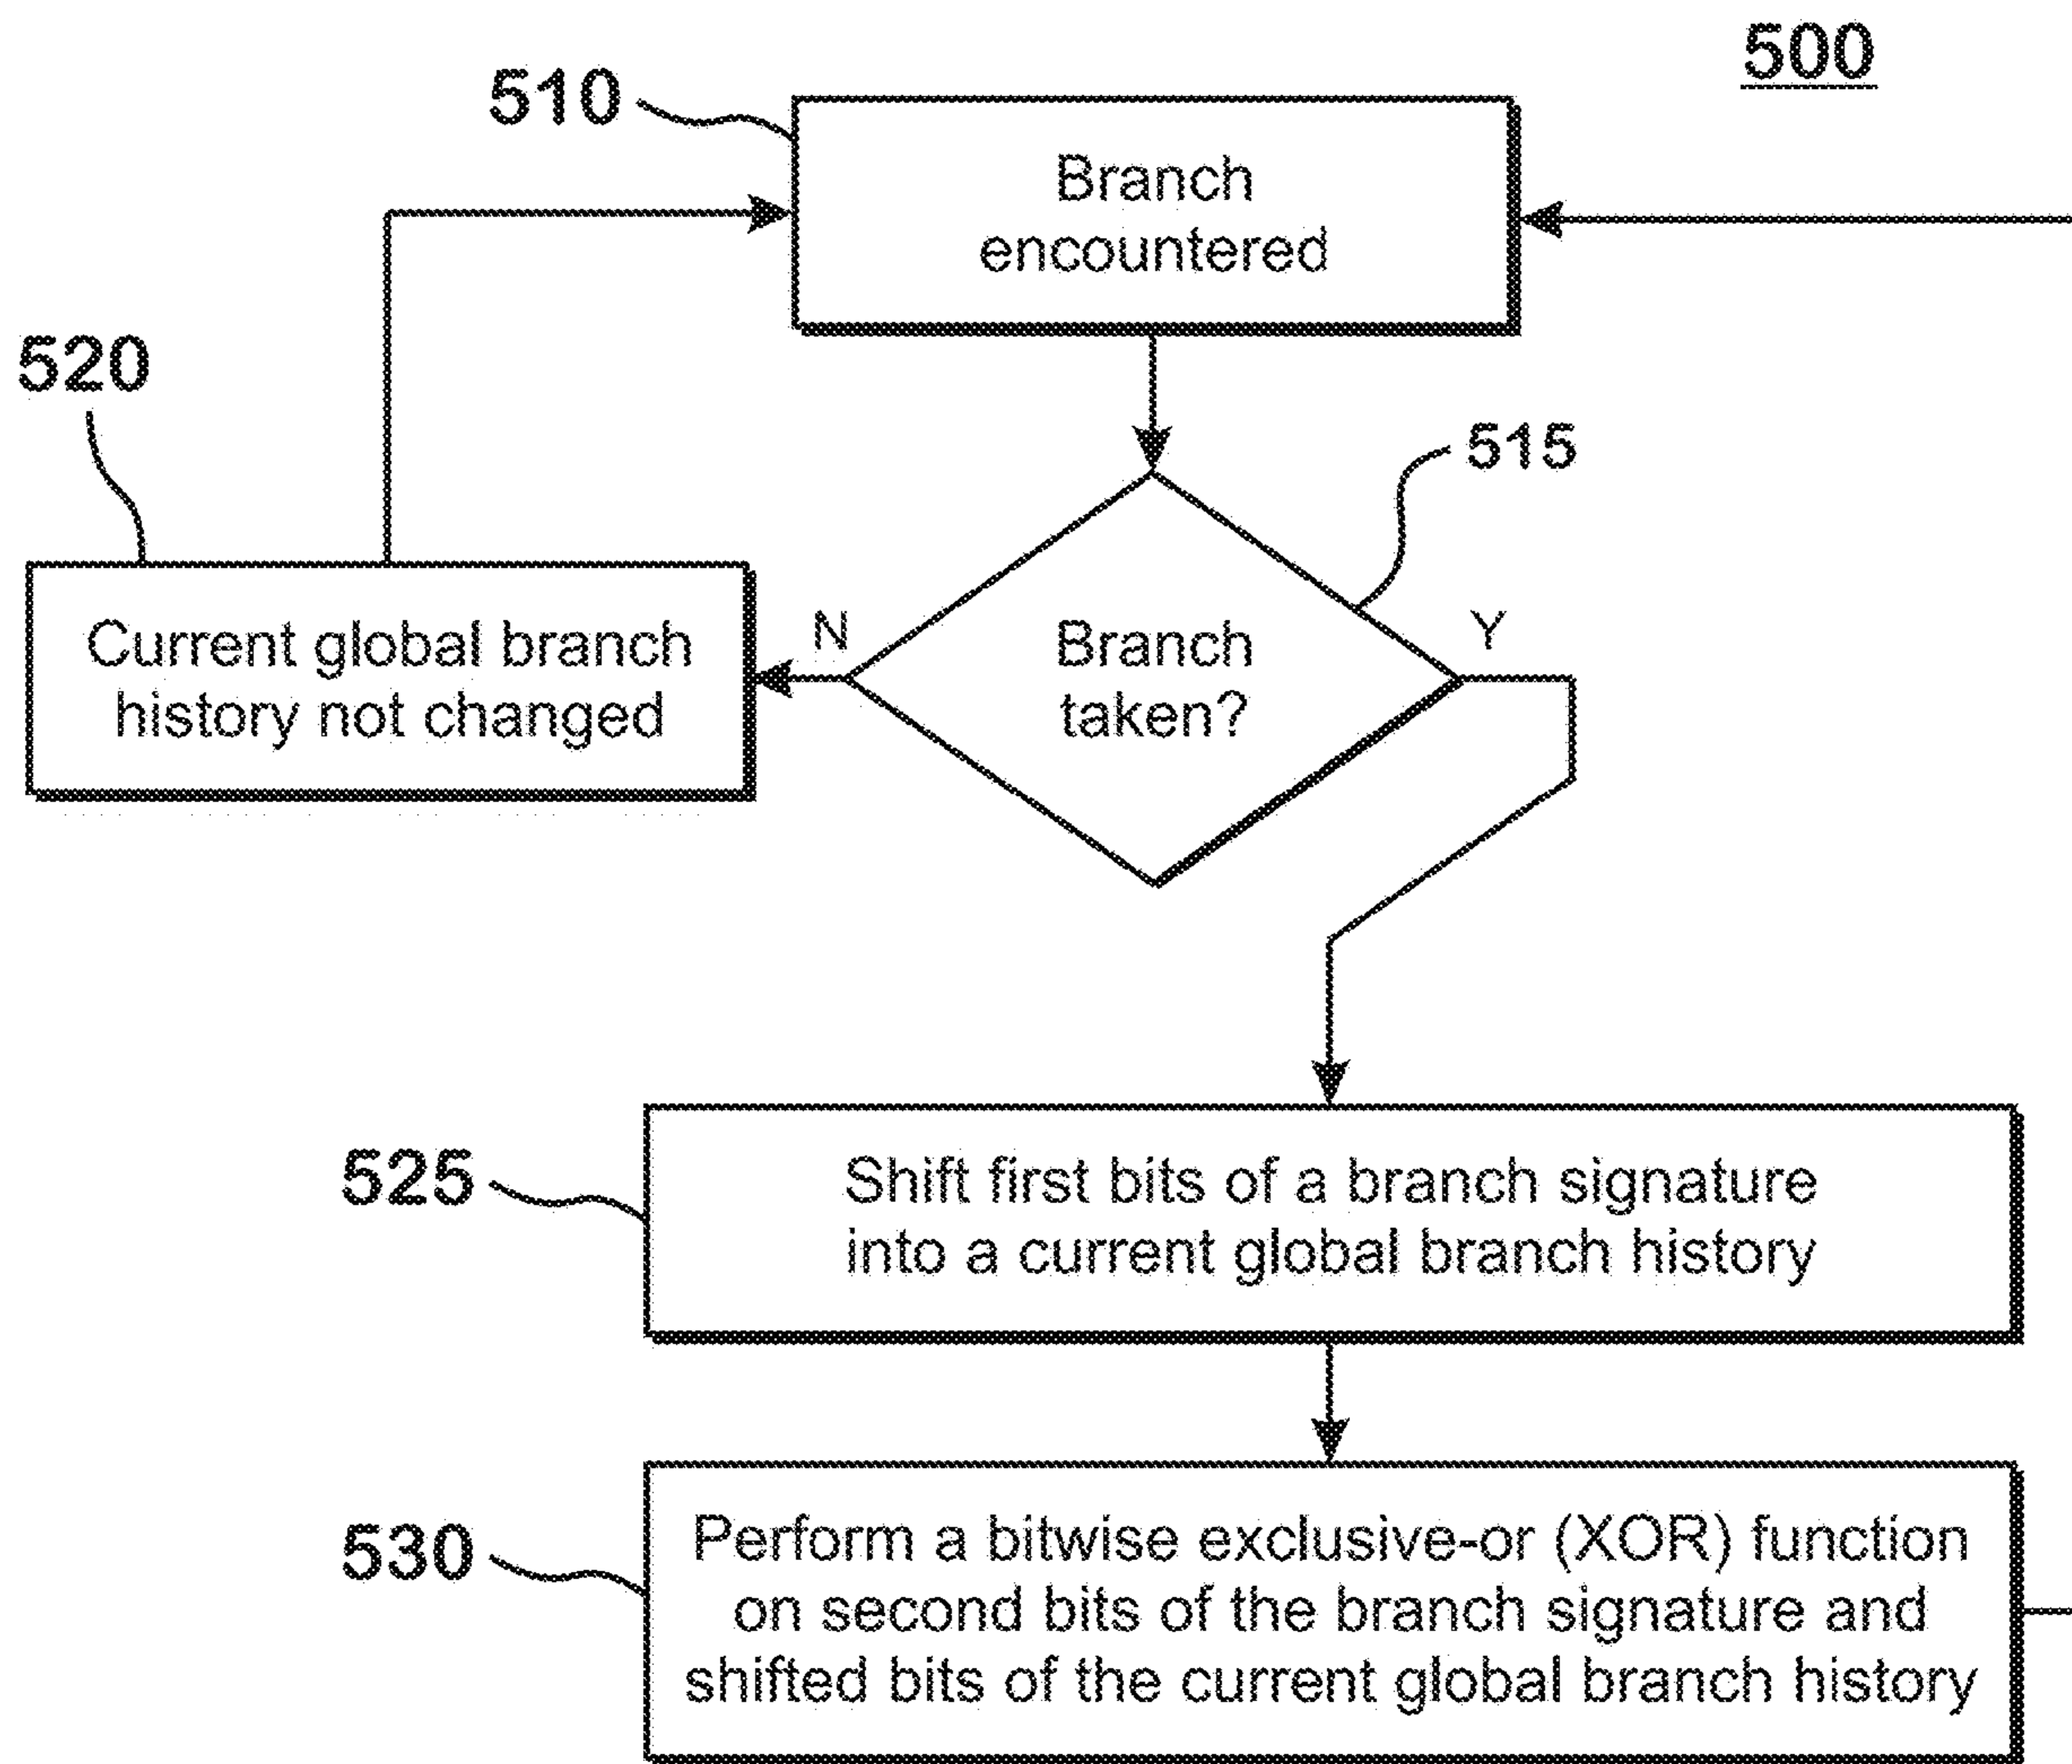 500
510
Branch
encountered
520
515
N
Y
Current global branch
history not changed
Branch
taken?
525
Shift first bits of a branch signature
into a current global branch history
530
Perform a bitwise exclusive-or (XOR) function
on second bits of the branch signature and
shifted bits of the current global branch history